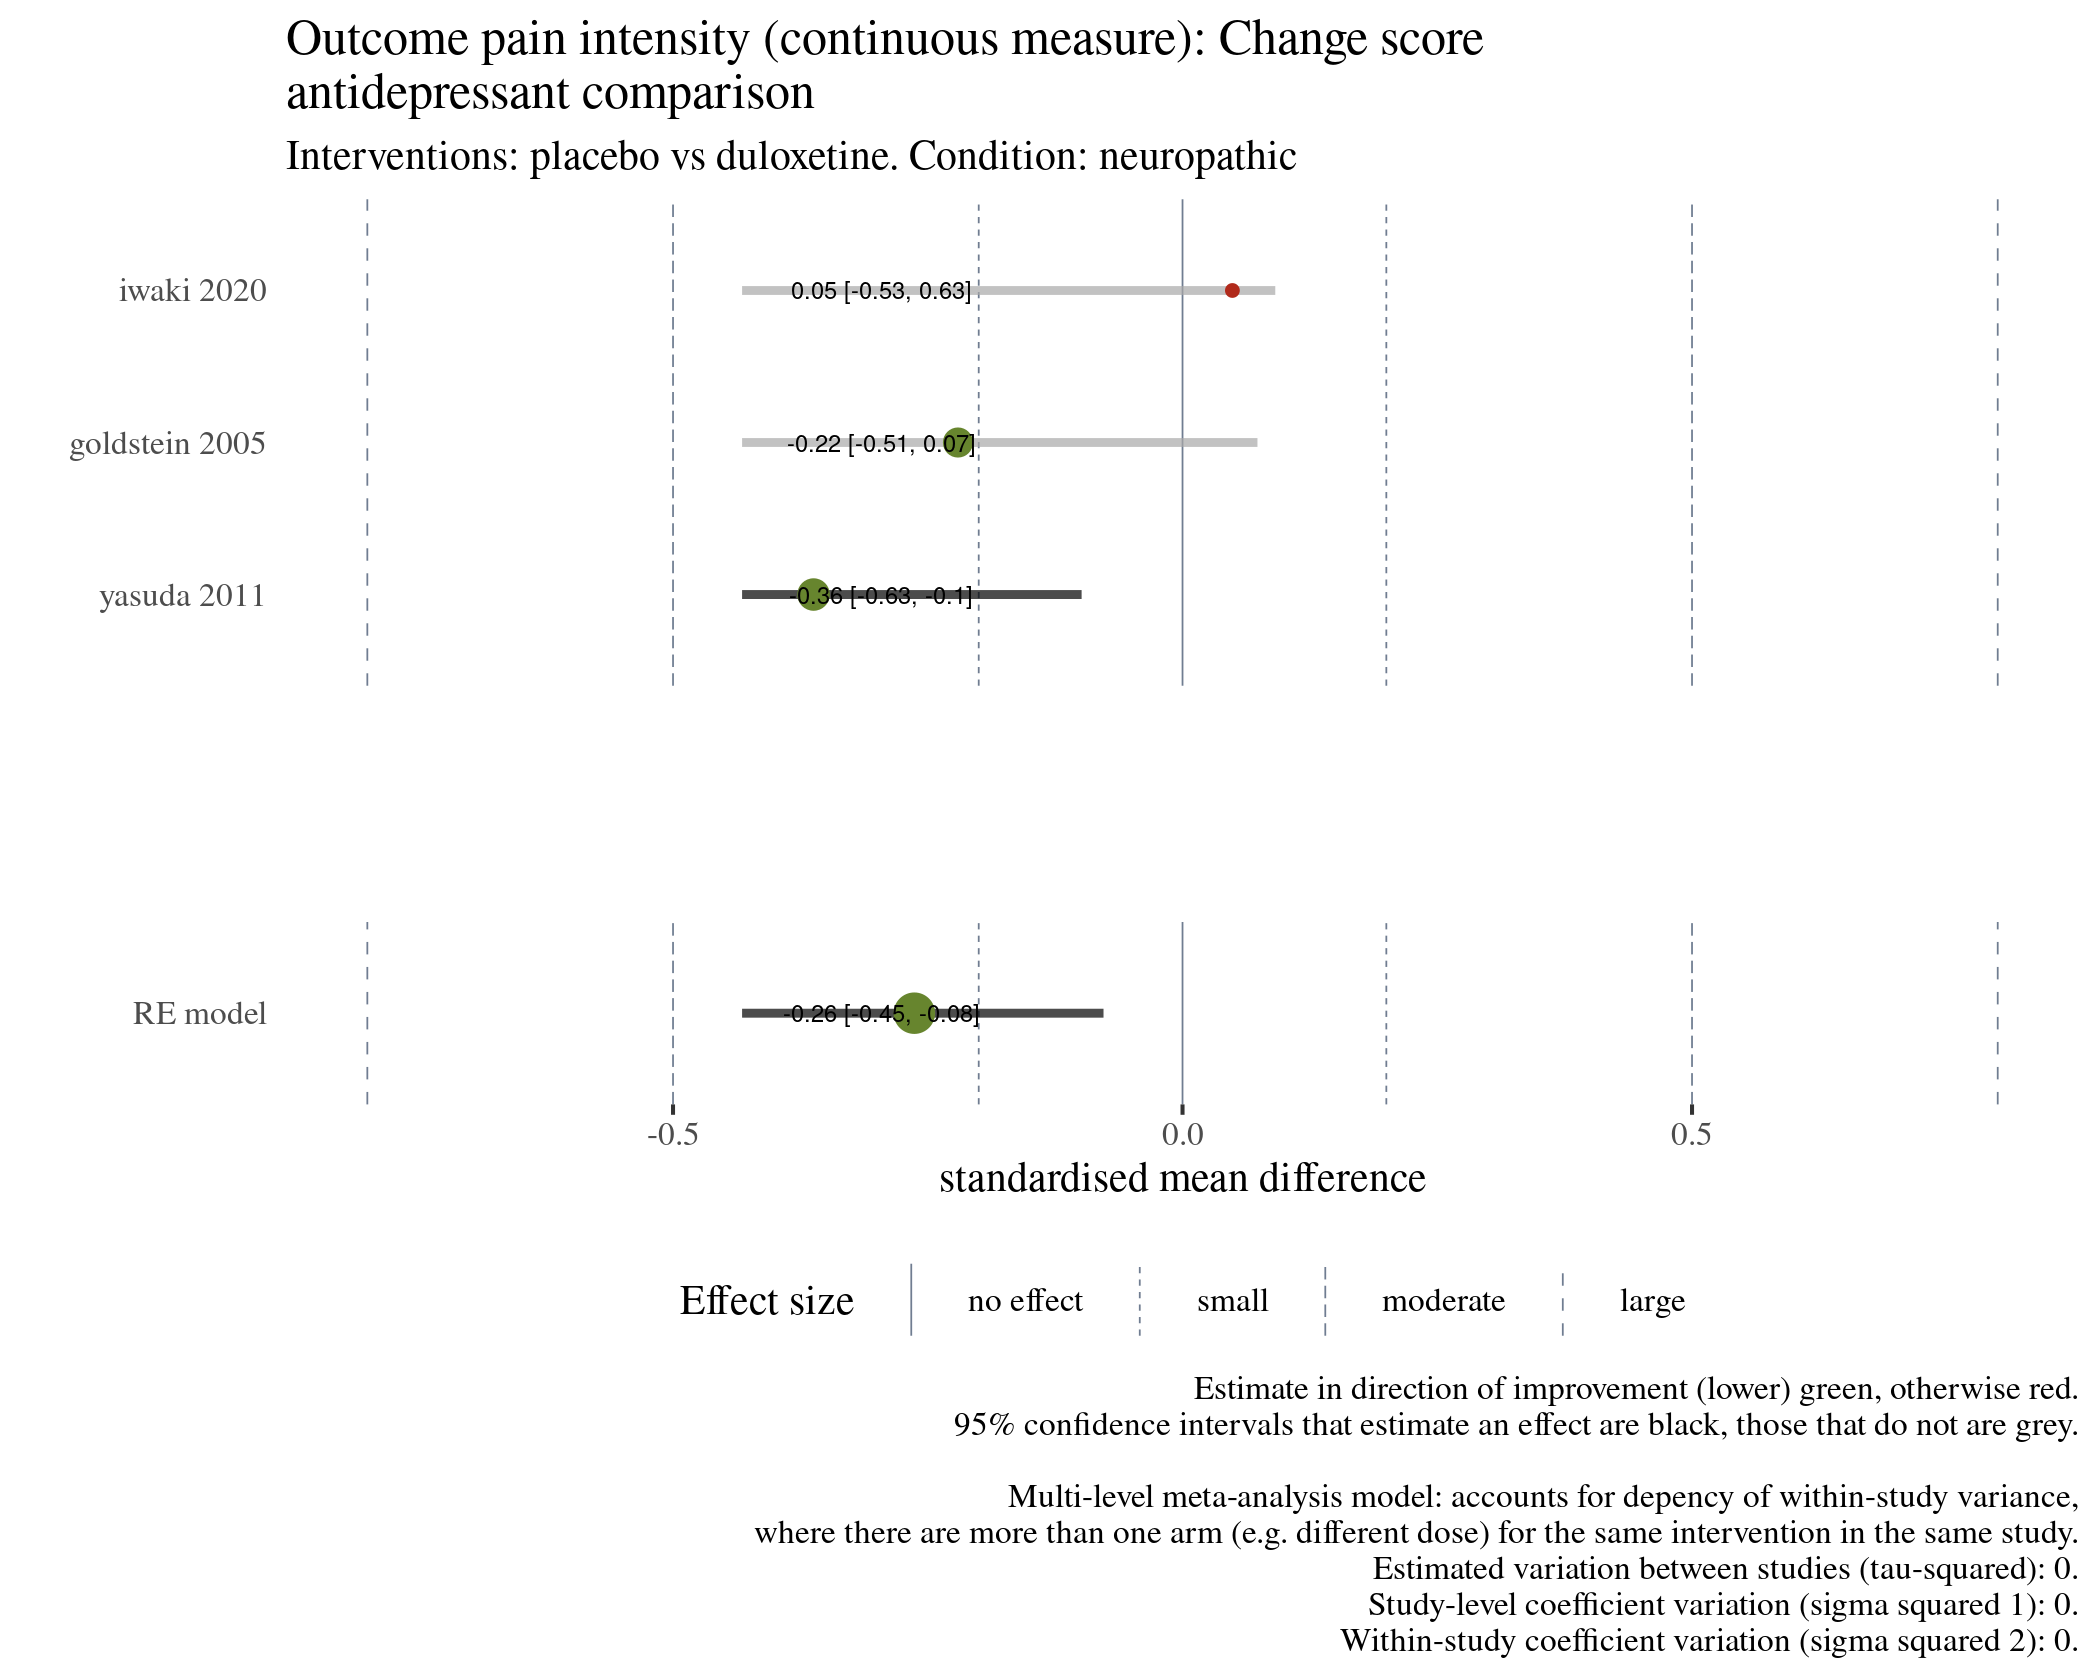 Outcome pain intensity (continuous measure): Change score
antidepressant comparison
Interventions: placebo vs duloxetine. Condition: neuropathic
iwaki 2020
0.05 [-0.53, 0.63]
goldstein 2005
-0.22 [-0.51, 0.07]
yasuda 2011
-0.36 [-0.63, -0.1]
RE model
-0.26 [-0.45, -0.08]
-0.5 0.0 0.5
standardised mean difference
Effect size no effect small moderate large
Estimate in direction of improvement (lower) green, otherwise red.
95% confidence intervals that estimate an effect are black, those that do not are grey.
Multi-level meta-analysis model: accounts for depency of within-study variance,
where there are more than one arm (e.g. different dose) for the same intervention in the same study.
Estimated variation between studies (tau-squared): 0.
Study-level coefficient variation (sigma squared 1): 0.
Within-study coefficient variation (sigma squared 2): 0.